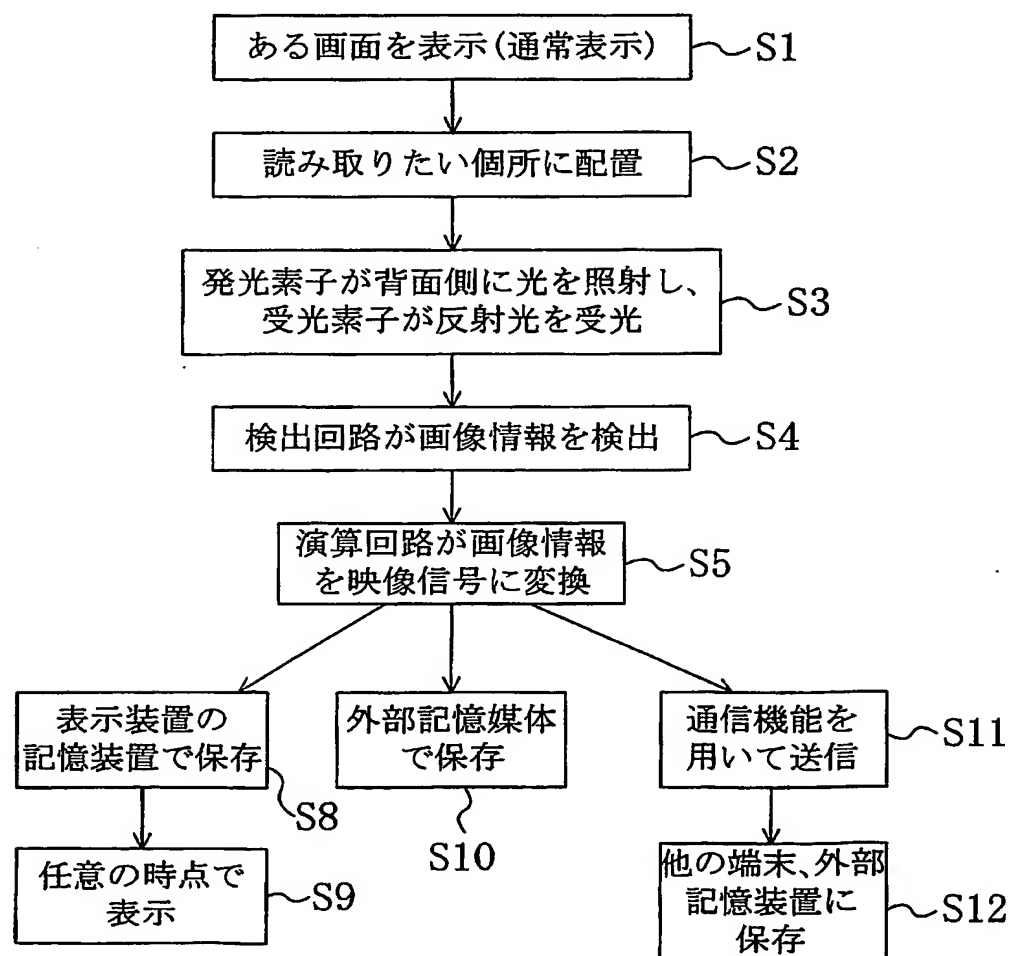 ある画面を表示(通常表示)
S1
読み取りたい個所に配置
S2
発光素子が背面側に光を照射し、
受光素子が反射光を受光
S3
検出回路が画像情報を検出
S4
演算回路が画像情報
を映像信号に変換
S5
表示装置の
記憶装置で保存
S8
外部記憶媒体
で保存
S10
通信機能を
用いて送信
S11
任意の時点で
表示
S9
他の端末、外部
記憶装置に
保存
S12